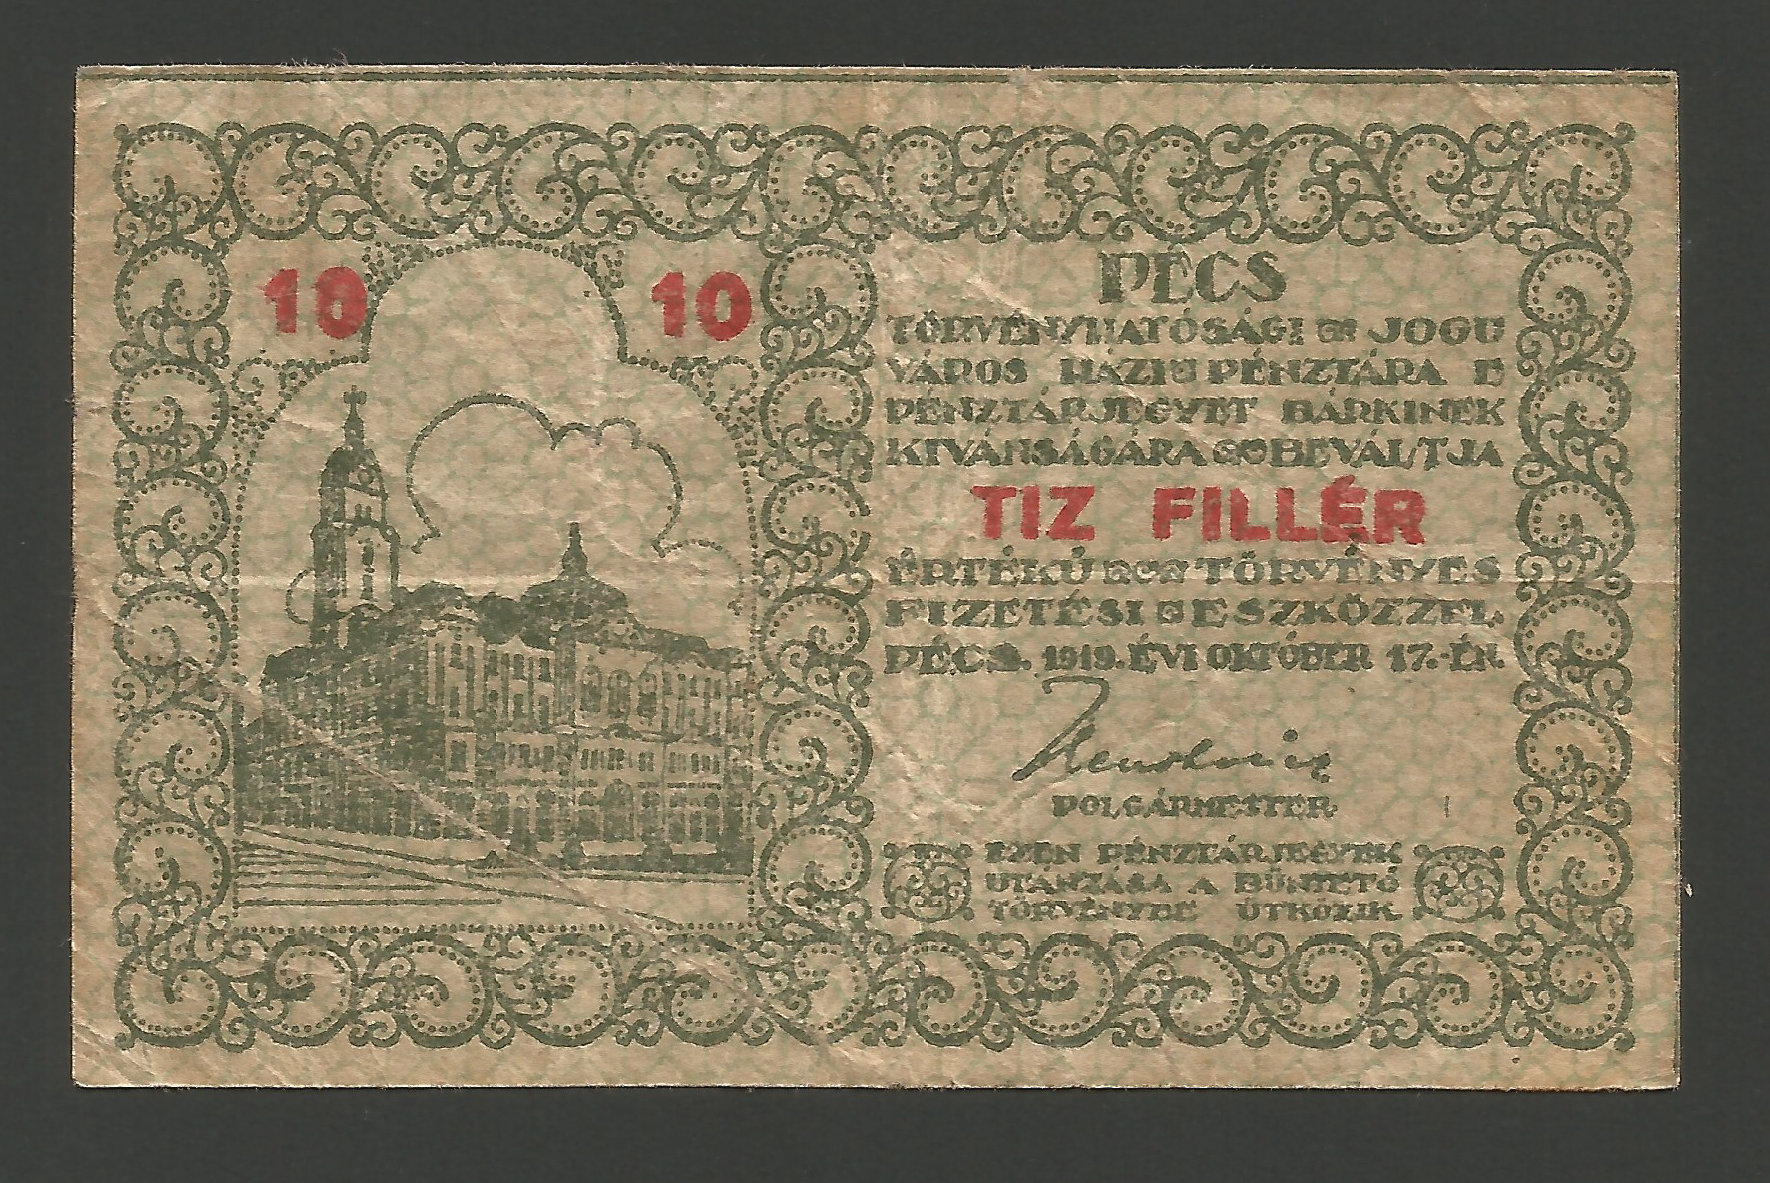 10 10
PÉCS
TÖRVÉNYHATÓSÁGI JOGU
VÁROS HÁZI PÉNZTÁRA E
PÉNZTÁRJEGYET BÁRKINEK
KIVÁNSÁGÁRA BEVÁLTJA
TIZ FILLÉR
ÉRTÉKŰ TÖRVÉNYES
FIZETÉSI ESZKÖZZEL
PÉCS. 1919. ÉVI OKTÓBER 17.-ÉN.
POLGÁRMESTER
EZEN PÉNZTÁRJEGYEK
UTÁNZÁSA A BÜNTETŐ
TÖRVÉNYBE ÜTKÖZIK